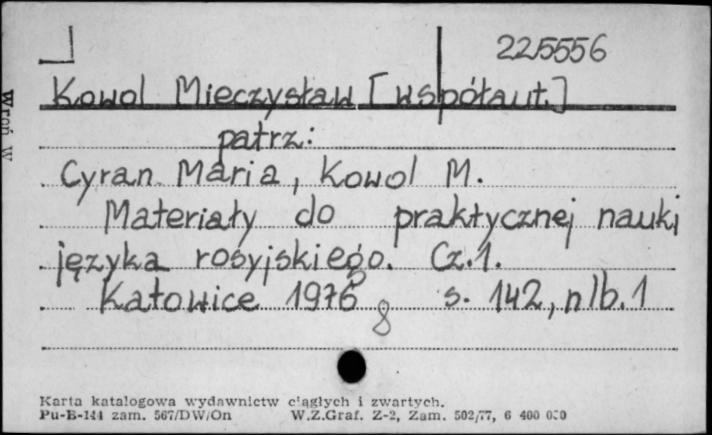 225556
Kowol Mieczysław [współaut.]
patrz:
Cyran Maria, Kowol M.
Materiały do praktycznej nauki
języka rosyjskiego. Cz. 1.
Katowice 1976 s. 142, nlb. 1
8
Karta katalogowa wydawnictw ciągłych i zwartych.
Pu-B-144 zam. 567/DW/On W.Z.Graf. Z-2, Zam. 502/77, 6 400 000